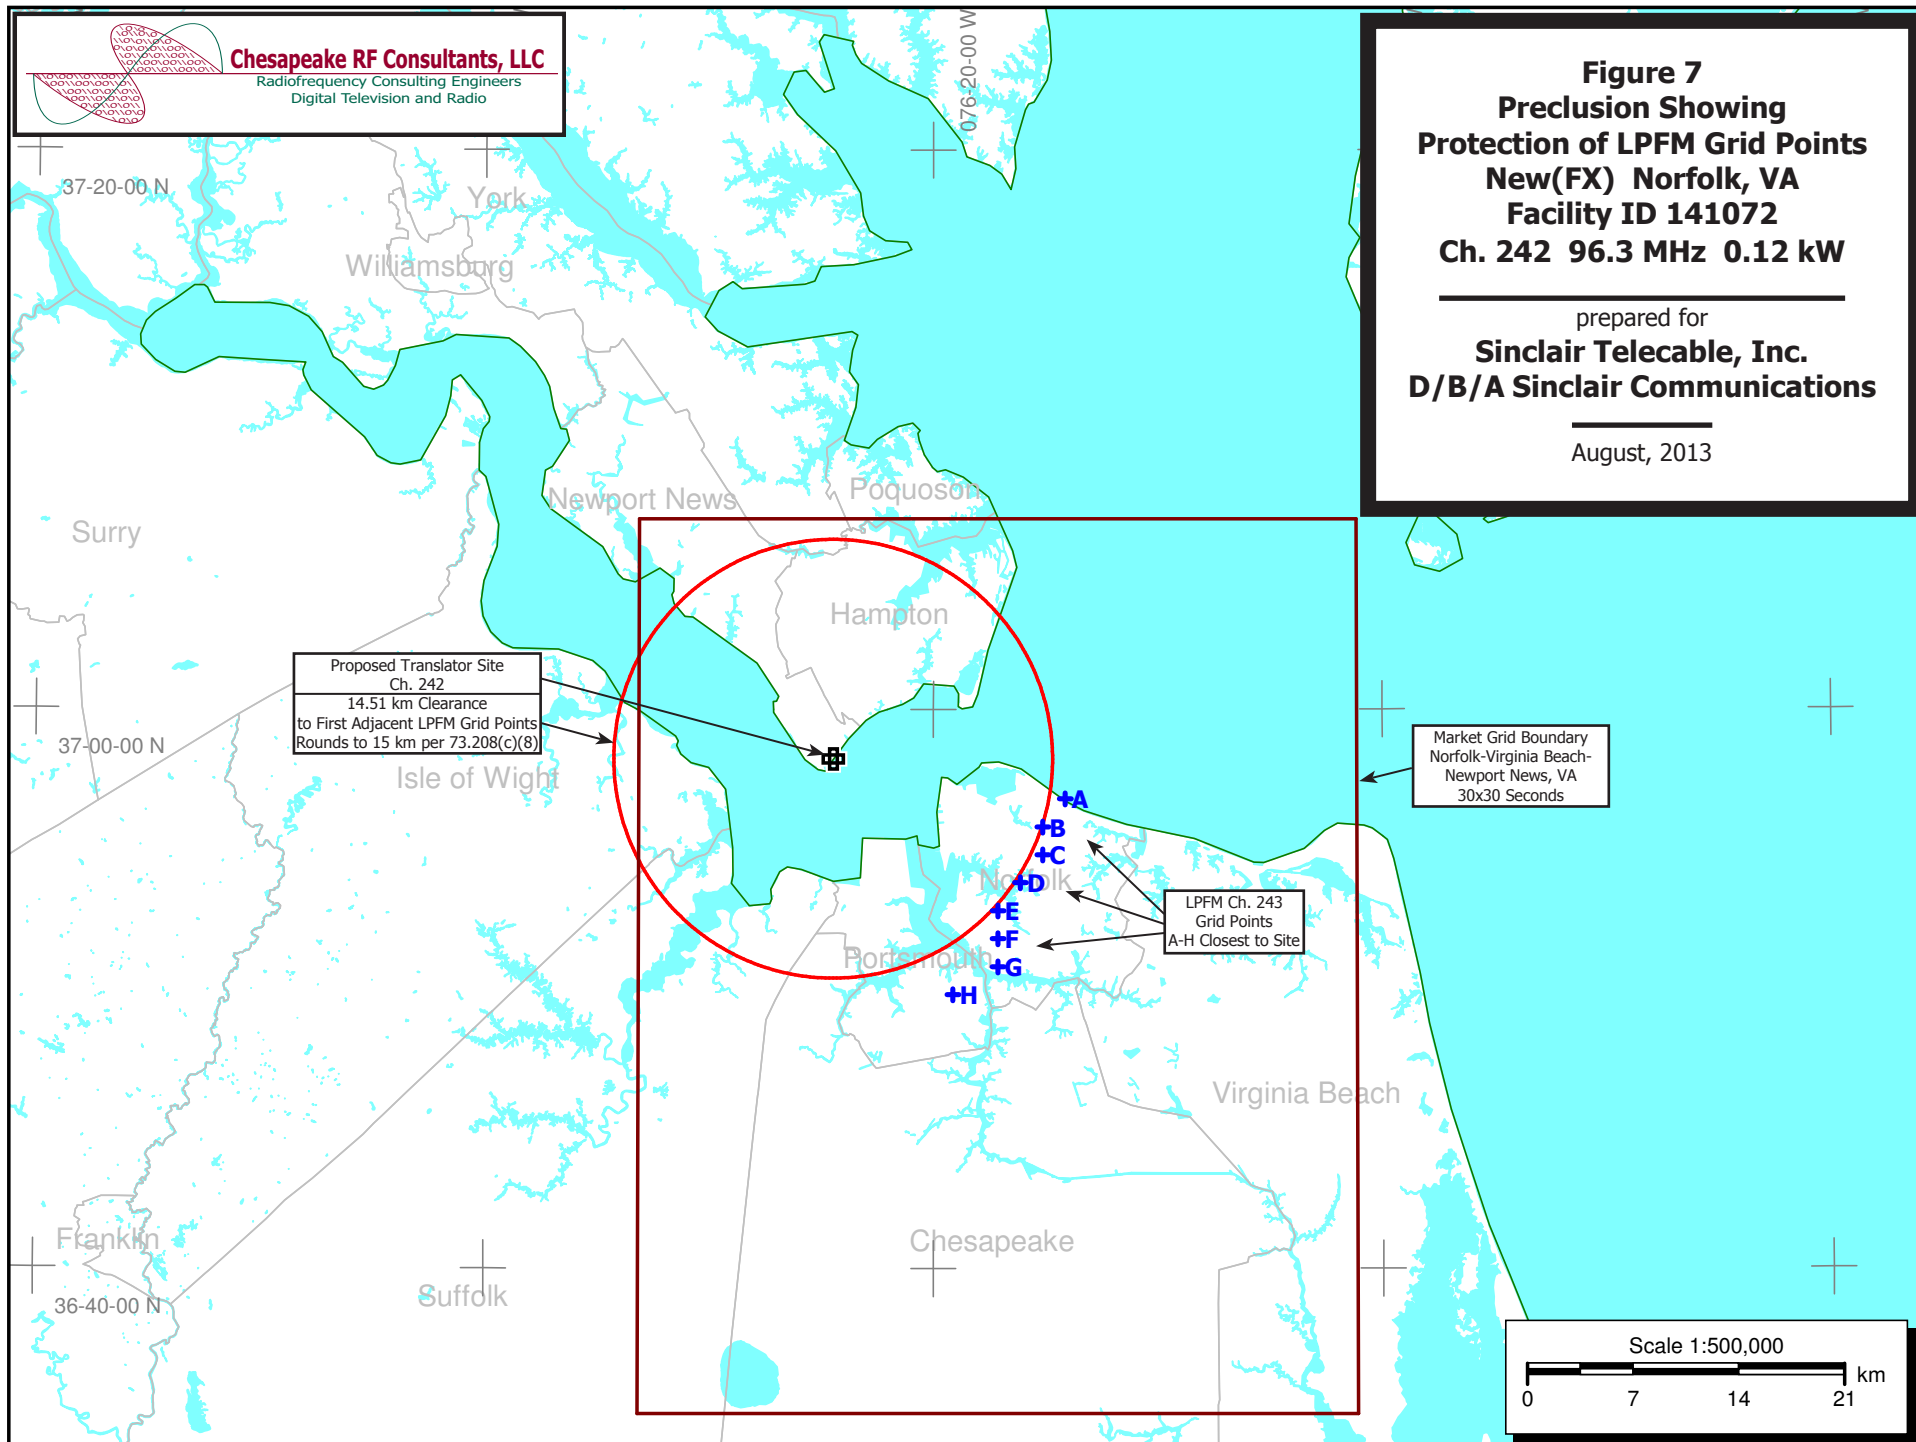 Chesapeake RF Consultants, LLC
Radiofrequency Consulting Engineers
Digital Television and Radio
Figure 7
Preclusion Showing
Protection of LPFM Grid Points
New(FX) Norfolk, VA
Facility ID 141072
Ch. 242 96.3 MHz 0.12 kW
prepared for
Sinclair Telecable, Inc.
D/B/A Sinclair Communications
August, 2013
076-20-00 W
37-20-00 N
York
Williamsburg
Newport News
Poquoson
Surry
Hampton
Proposed Translator Site
Ch. 242
14.51 km Clearance
to First Adjacent LPFM Grid Points
Rounds to 15 km per 73.208(c)(8)
37-00-00 N
Isle of Wight
Market Grid Boundary
Norfolk-Virginia Beach-
Newport News, VA
30x30 Seconds
A
B
C
Norfolk
D
E
F
G
H
LPFM Ch. 243
Grid Points
A-H Closest to Site
Portsmouth
Virginia Beach
Franklin
Chesapeake
36-40-00 N
Suffolk
Scale 1:500,000
km
0 7 14 21